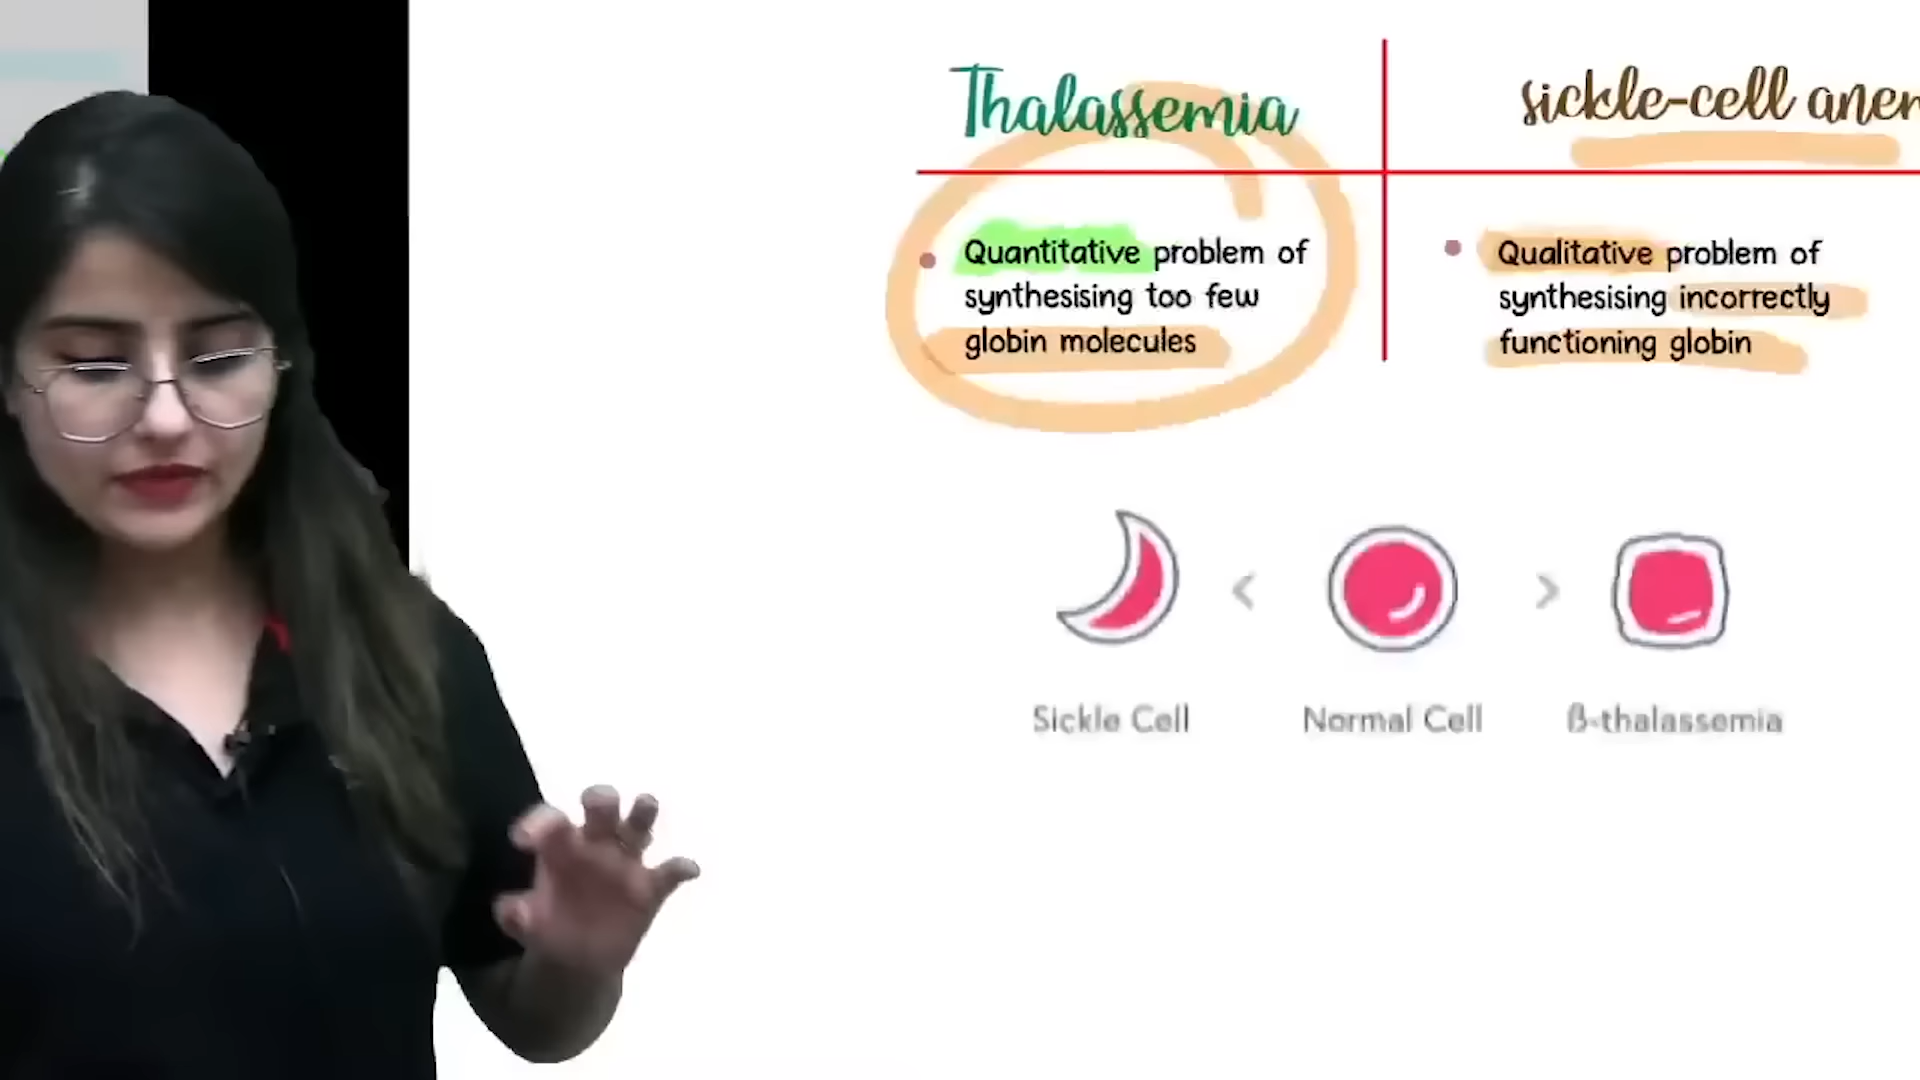 Thalassemia
sickle-cell
Quantitative problem of
synthesising too few
globin molecules
Qualitative problem of
synthesising incorrectly
functioning globin
Sickle Cell
Normal Cell
β-thalassemia